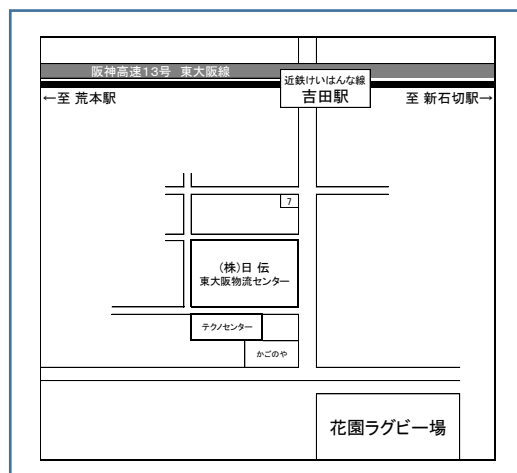 阪神高速13号 東大阪線
近鉄けいはんな線
吉田駅
←至 荒本駅
至 新石切駅→
7
(株)日 伝
東大阪物流センター
テクノセンター
かごのや
花園ラグビー場